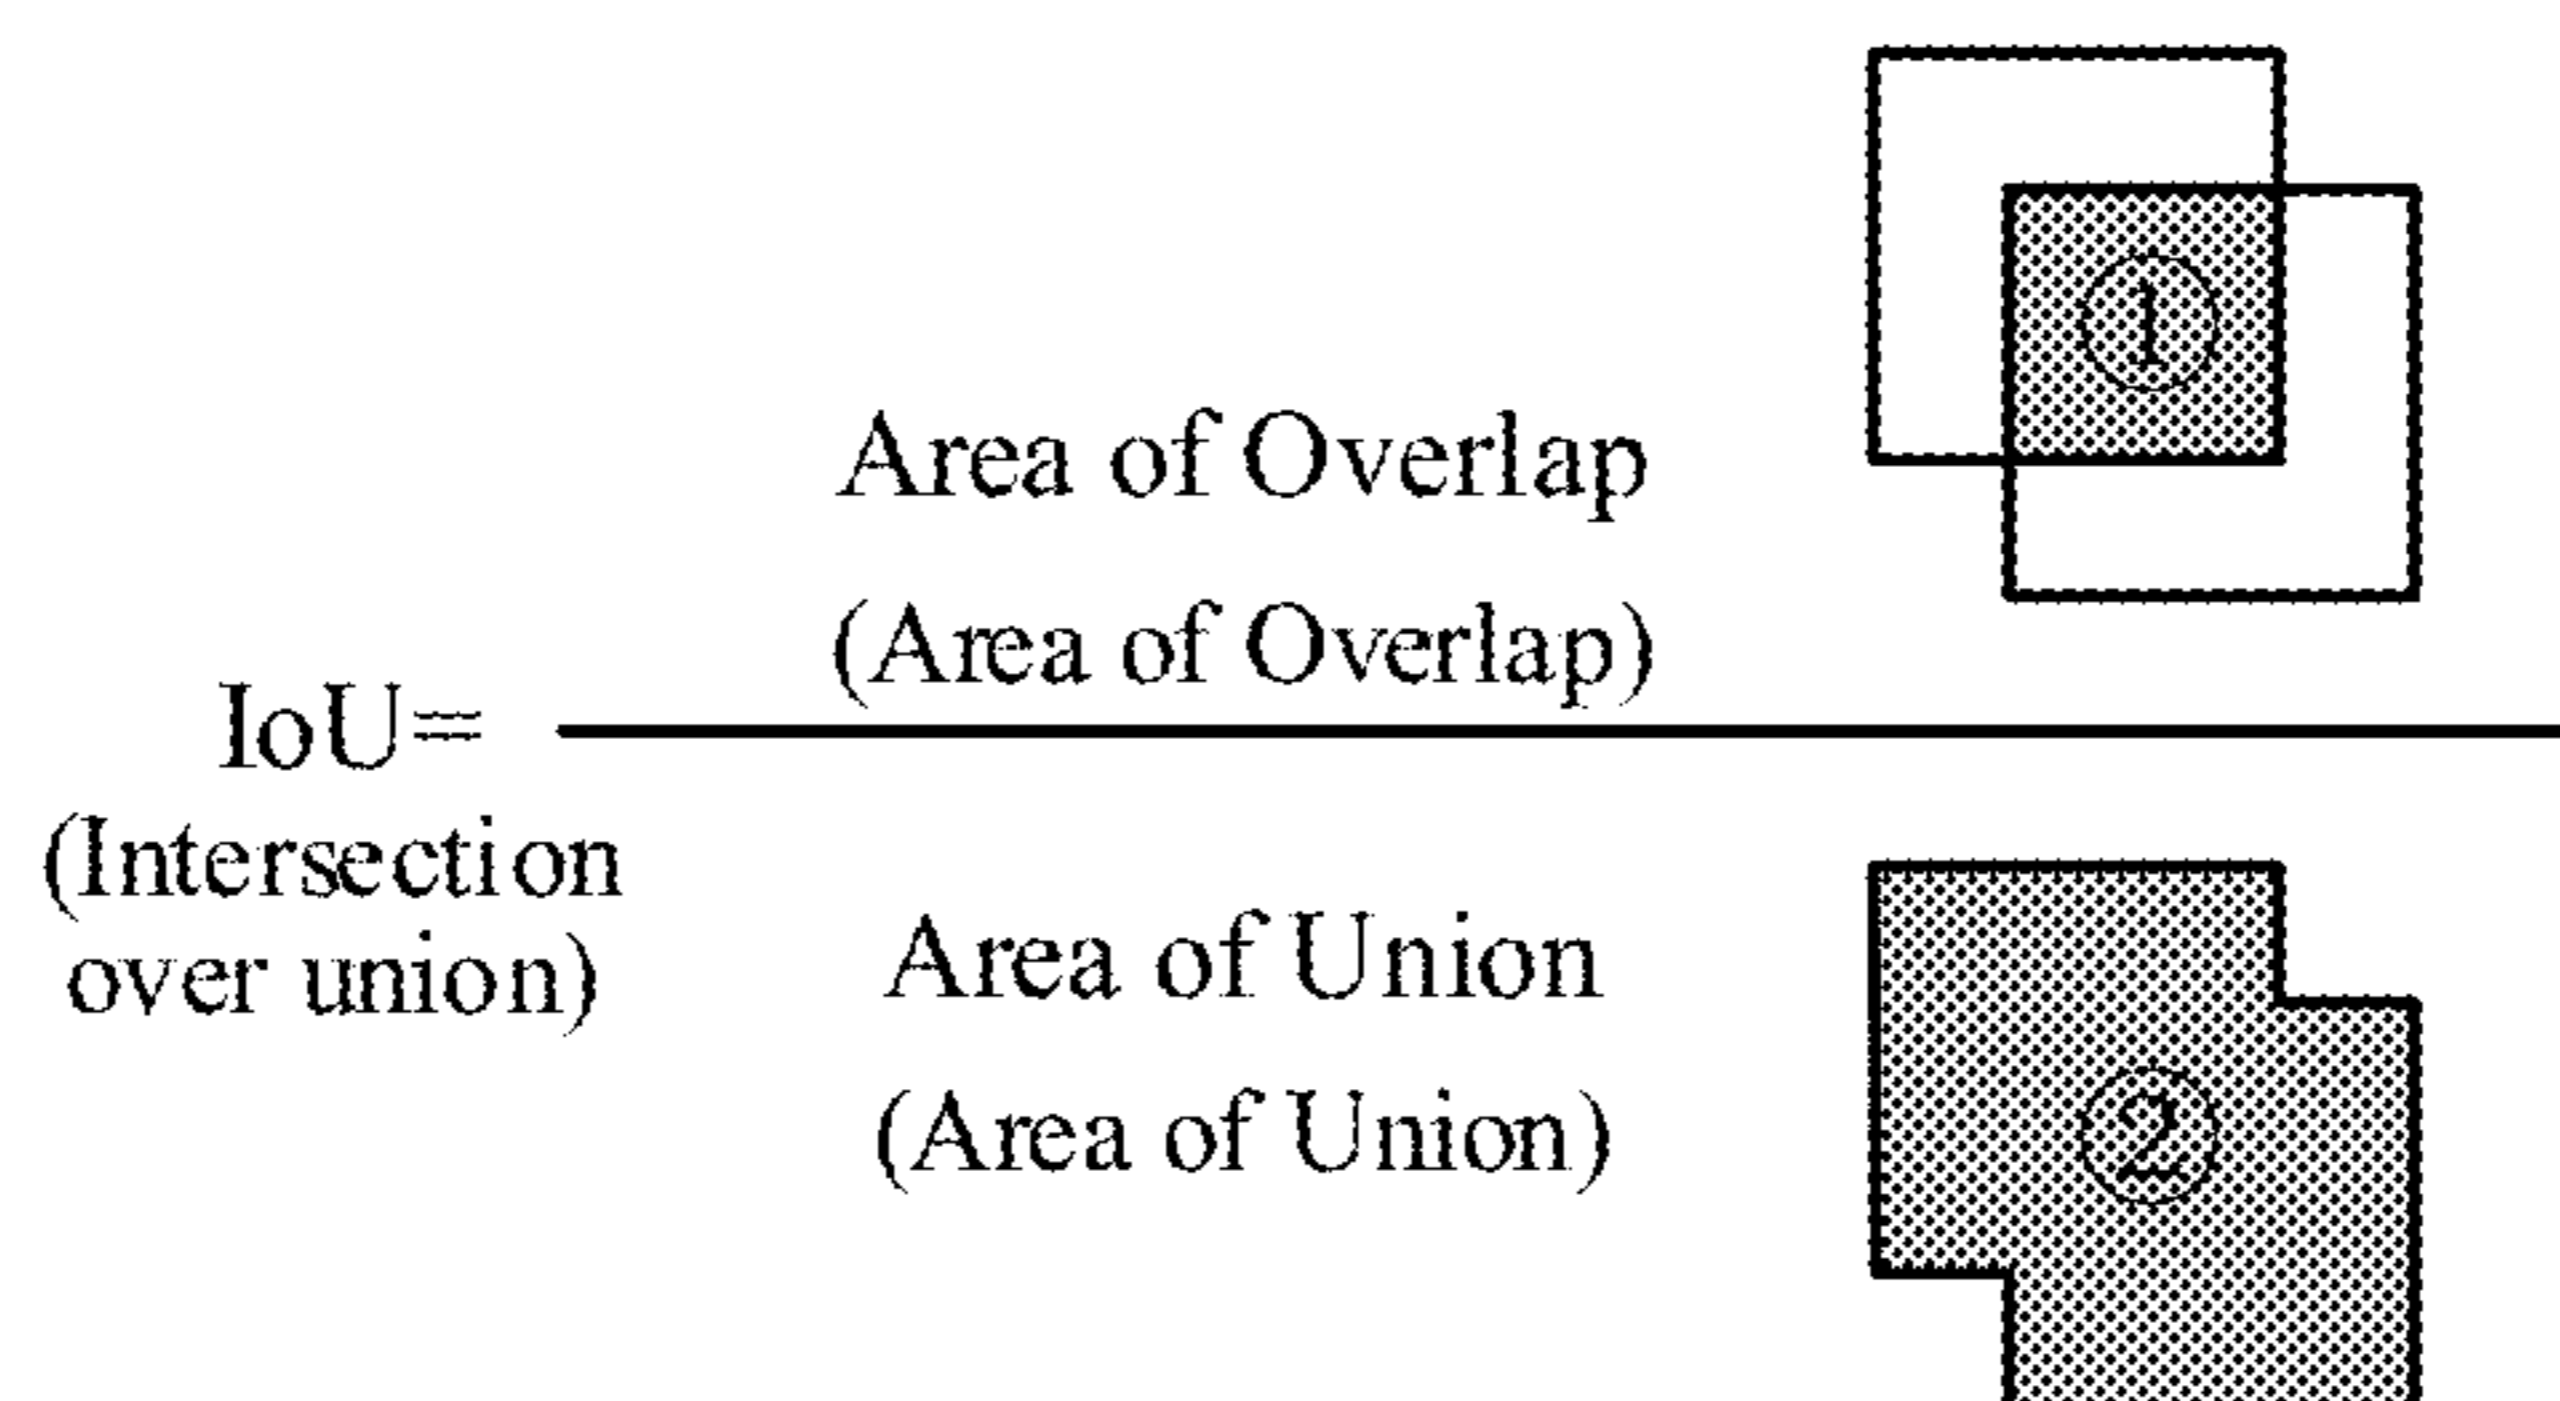 Area of Overlap
(Area of Overlap)
①
IoU=
(Intersection
over union)
Area of Union
(Area of Union)
②